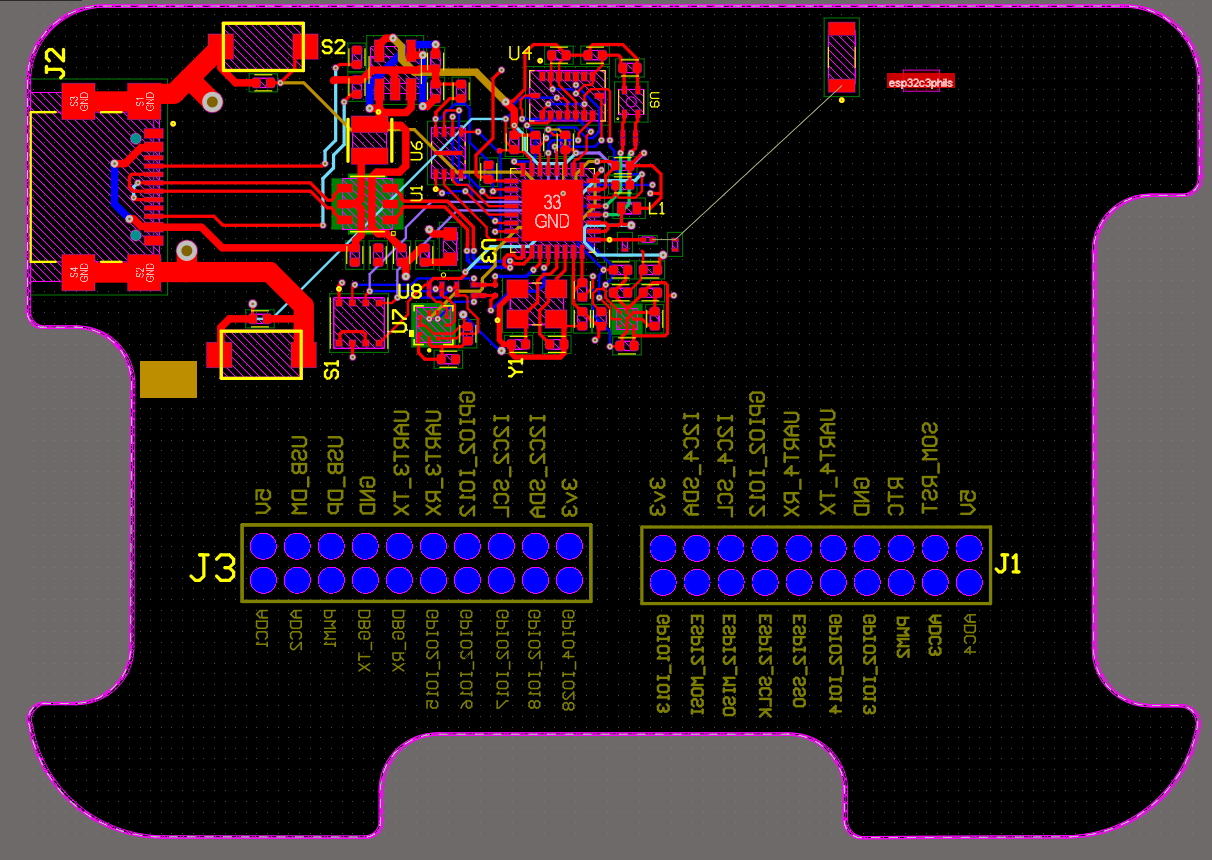 J2
S2
U4
esp32c3phils
S3
GND
S1
GND
U9
U6
U1
33
GND
L1
U3
S4
GND
S2
GND
U8
U7
S1
Y1
5V
USB_DM
USB_DP
GND
UART3_TX
UART3_RX
GPIO2_IO12
I2C2_SCL
I2C2_SDA
3v3
3v3
I2C4_SDA
I2C4_SCL
GPIO2_IO12
UART4_RX
UART4_TX
GND
RTC
SOM_RST
5V
J3
J1
ADC1
ADC2
PWM1
DBG_TX
DBG_RX
GPIO2_IO15
GPIO2_IO16
GPIO2_IO17
GPIO2_IO18
GPIO4_IO28
GPIO1_IO13
ESPI2_MOSI
ESPI2_MISO
ESPI2_SCLK
ESPI2_SS0
GPIO2_IO14
GPIO2_IO13
PWM2
ADC3
ADC4